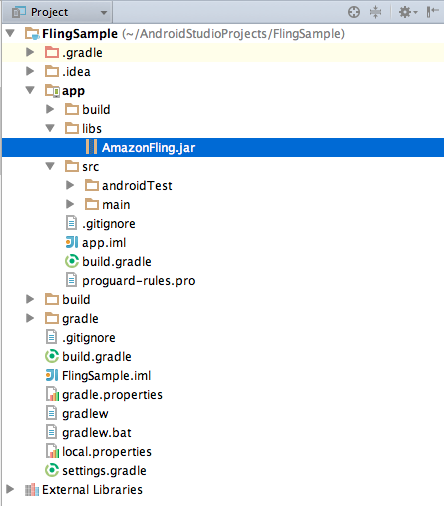 Project
FlingSample (~/AndroidStudioProjects/FlingSample)
.gradle
.idea
app
build
libs
AmazonFling.jar
src
androidTest
main
.gitignore
app.iml
build.gradle
proguard-rules.pro
build
gradle
.gitignore
build.gradle
FlingSample.iml
gradle.properties
gradlew
gradlew.bat
local.properties
settings.gradle
External Libraries